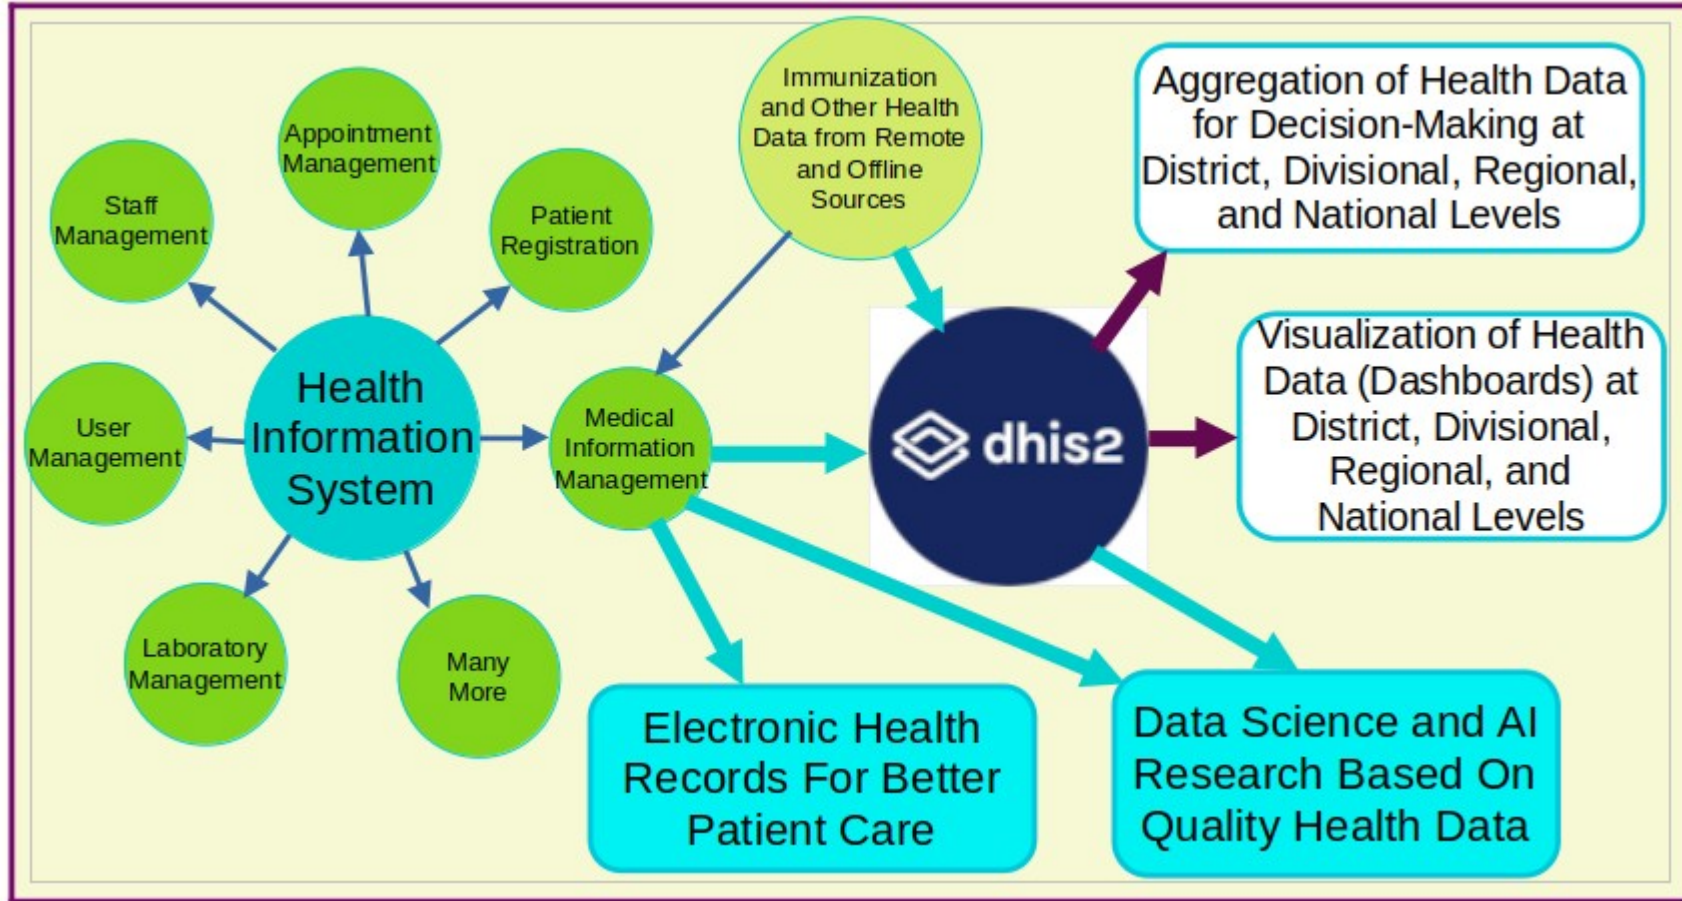 Appointment
Management
Staff
Management
Patient
Registration
User
Management
Health
Information
System
Laboratory
Management
Many
More
Medical
Information
Management
Immunization
and Other Health
Data from Remote
and Offline
Sources
dhis2
Aggregation of Health Data
for Decision-Making at
District, Divisional, Regional,
and National Levels
Visualization of Health
Data (Dashboards) at
District, Divisional,
Regional, and
National Levels
Electronic Health
Records For Better
Patient Care
Data Science and AI
Research Based On
Quality Health Data